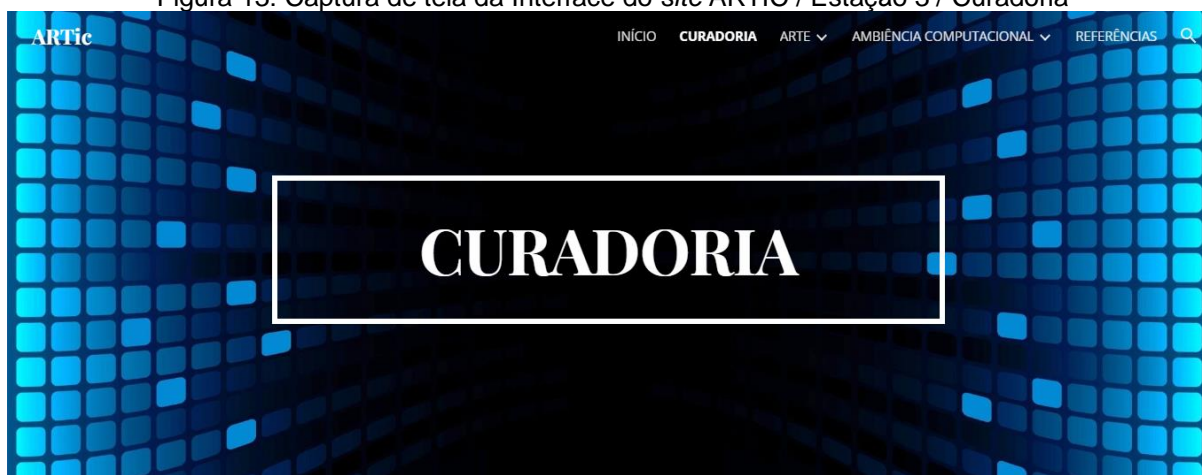 Figura 13: Captura de tela da Interface do site ARTIC / Estação 3 / Curadoria
ARTic INÍCIO CURADORIA ARTE AMBIÊNCIA COMPUTACIONAL REFERÊNCIAS
CURADORIA